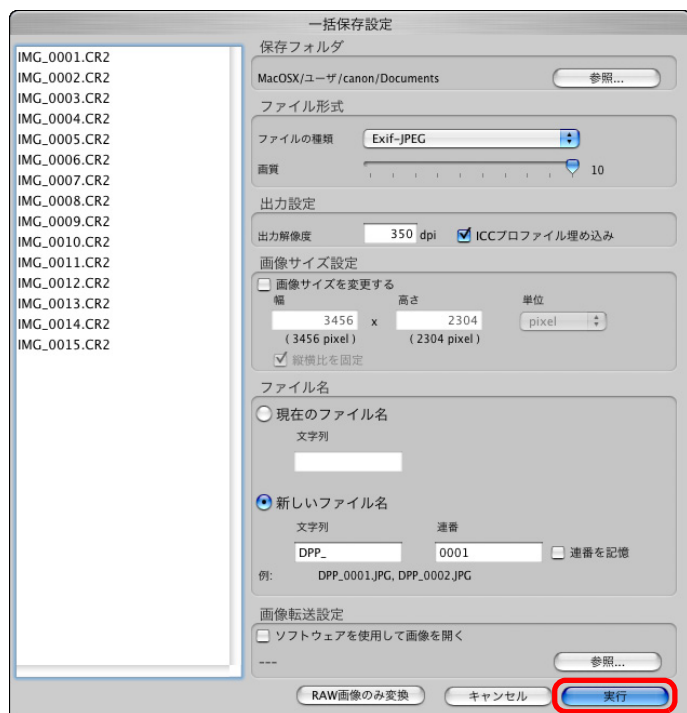 一括保存設定
IMG_0001.CR2
IMG_0002.CR2
IMG_0003.CR2
IMG_0004.CR2
IMG_0005.CR2
IMG_0006.CR2
IMG_0007.CR2
IMG_0008.CR2
IMG_0009.CR2
IMG_0010.CR2
IMG_0011.CR2
IMG_0012.CR2
IMG_0013.CR2
IMG_0014.CR2
IMG_0015.CR2
保存フォルダ
MacOSX/ユーザ/canon/Documents 参照...
ファイル形式
ファイルの種類 Exif-JPEG
画質 10
出力設定
出力解像度 350 dpi ICCプロファイル埋め込み
画像サイズ設定
画像サイズを変更する
幅 高さ 単位
3456 x 2304 pixel
(3456 pixel) (2304 pixel)
縦横比を固定
ファイル名
現在のファイル名
文字列
新しいファイル名
文字列 連番
DPP_ 0001 連番を記憶
例: DPP_0001.JPG, DPP_0002.JPG
画像転送設定
ソフトウェアを使用して画像を開く
--- 参照...
RAW画像のみ変換 キャンセル 実行